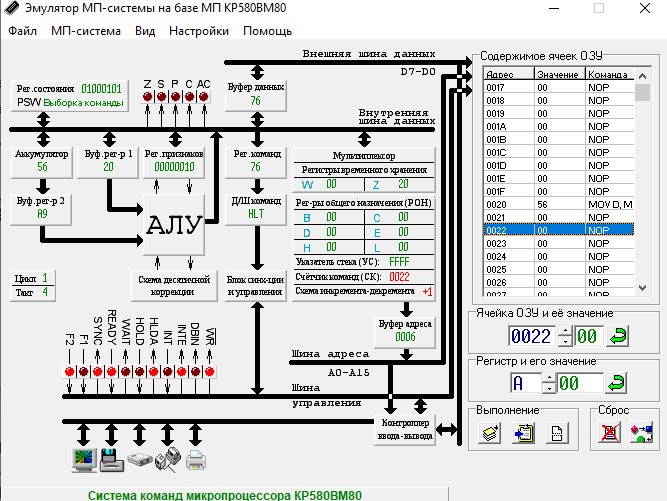 Эмулятор МП-системы на базе МП КР580ВМ80
Файл МП-система Вид Настройки Помощь
Внешняя шина данных
D7-D0
Рег.состояния 01000101
PSW Выборка команды
Z S P C AC
Буфер данных
76
Внутренняя
шина данных
Аккумулятор
56
Буф.рег-р 1
20
Рег.признаков
00000010
Рег.команд
76
Мультиплексор
Регистры временного хранения
W 00 Z 20
Буф.рег-р 2
A9
АЛУ
Д/Ш команд
HLT
Рег-ры общего назначения (РОН)
B 00 C 00
D 00 E 00
H 00 L 00
Указатель стека (УС): FFFF
Счётчик команд (СК): 0022
Схема инкремента-декремента +1
Цикл 1
Такт 4
Схема десятичной
коррекции
Блок синх-ции
и управления
Буфер адреса
0006
F2 F1 SYNC READY WAIT HOLD HLDA INT INTE DBIN WR
Шина адреса
A0-A15
Шина
управления
Контроллер
ввода-вывода
Система команд микропроцессора КР580ВМ80
Содержимое ячеек ОЗУ
Адрес Значение Команда
0017 00 NOP
0018 00 NOP
0019 00 NOP
001A 00 NOP
001B 00 NOP
001C 00 NOP
001D 00 NOP
001E 00 NOP
001F 00 NOP
0020 56 MOV D, M
0021 00 NOP
0022 00 NOP
0023 00 NOP
0024 00 NOP
0025 00 NOP
0026 00 NOP
0027 00 NOP
Ячейка ОЗУ и её значение
0022 00
Регистр и его значение
A 00
Выполнение
Сброс